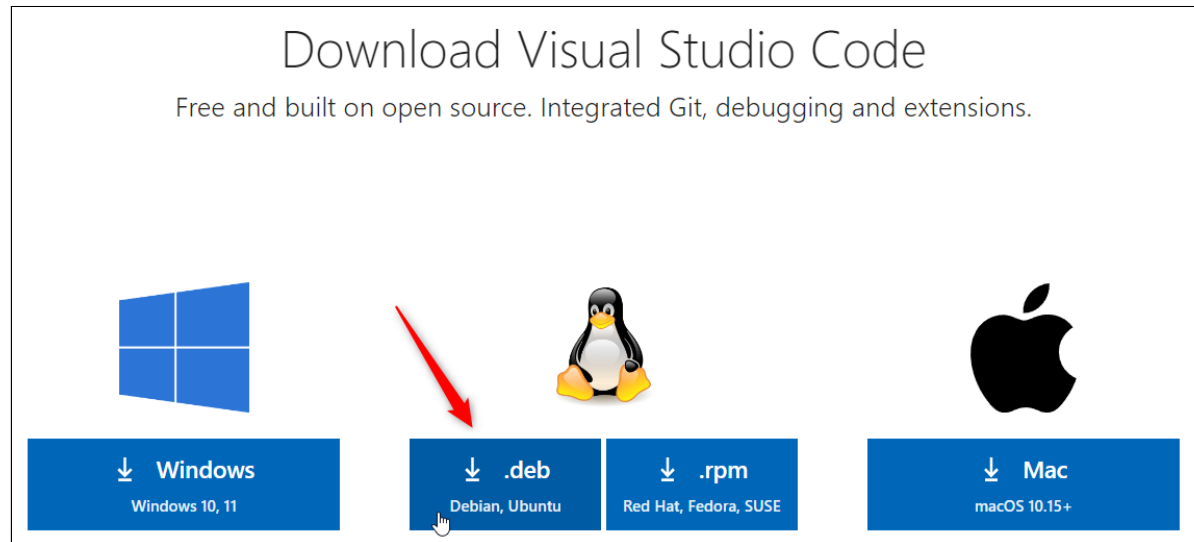 Download Visual Studio Code
Free and built on open source. Integrated Git, debugging and extensions.
Windows
Windows 10, 11
.deb
Debian, Ubuntu
.rpm
Red Hat, Fedora, SUSE
Mac
macOS 10.15+